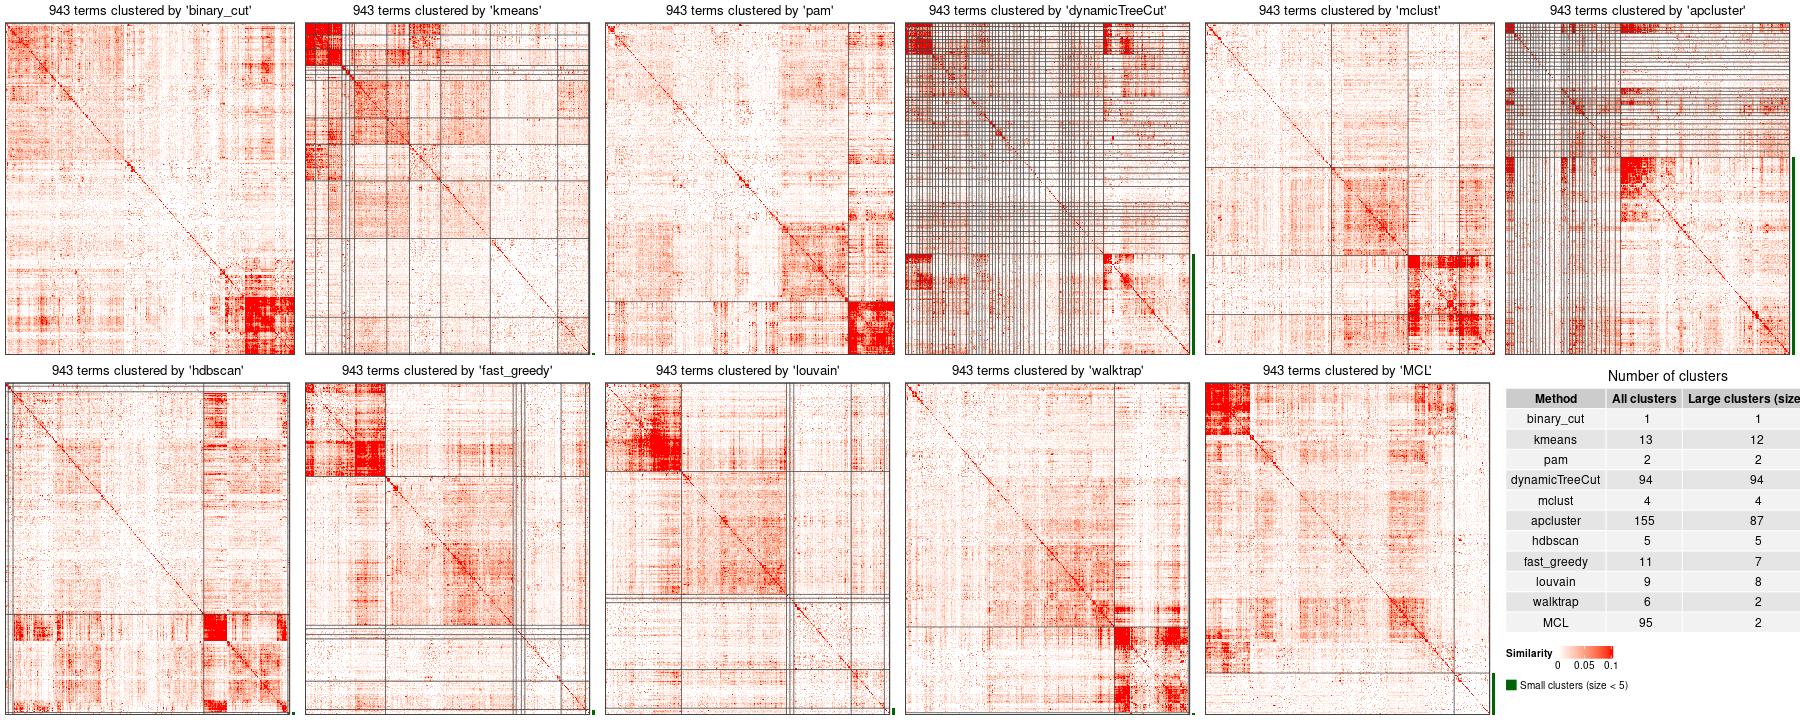 943 terms clustered by 'binary_cut'
943 terms clustered by 'kmeans'
943 terms clustered by 'pam'
943 terms clustered by 'dynamicTreeCut'
943 terms clustered by 'mclust'
943 terms clustered by 'apcluster'
943 terms clustered by 'hdbscan'
943 terms clustered by 'fast_greedy'
943 terms clustered by 'louvain'
943 terms clustered by 'walktrap'
943 terms clustered by 'MCL'
Number of clusters
Method All clusters Large clusters (size
binary_cut 1 1
kmeans 13 12
pam 2 2
dynamicTreeCut 94 94
mclust 4 4
apcluster 155 87
hdbscan 5 5
fast_greedy 11 7
louvain 9 8
walktrap 6 2
MCL 95 2
Similarity
0 0.05 0.1
Small clusters (size < 5)